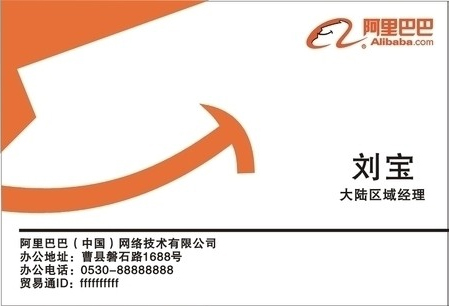 阿里巴巴
Alibaba.com
刘宝
大陆区域经理
阿里巴巴（中国）网络技术有限公司
办公地址：曹县磐石路1688号
办公电话：0530-88888888
贸易通ID：ffffffffff